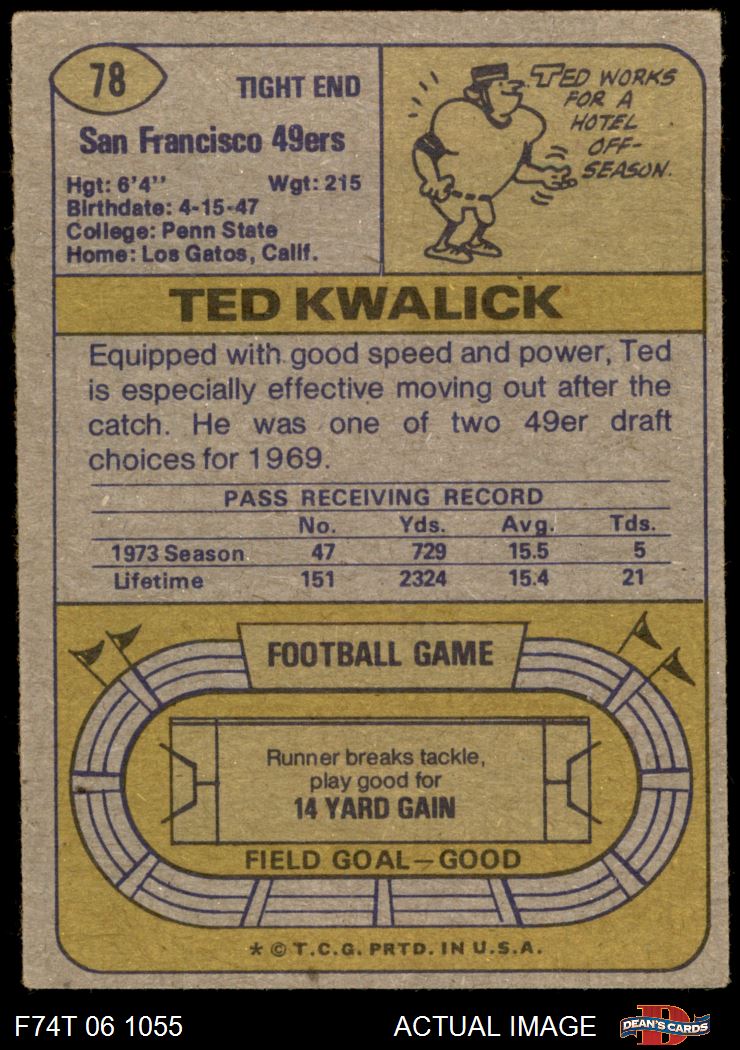 78
TIGHT END
San Francisco 49ers
Hgt: 6'4" Wgt: 215
Birthdate: 4-15-47
College: Penn State
Home: Los Gatos, Calif.
TED WORKS
FOR A
HOTEL
OFF-
SEASON.
TED KWALICK
Equipped with good speed and power, Ted
is especially effective moving out after the
catch. He was one of two 49er draft
choices for 1969.
PASS RECEIVING RECORD
No. Yds. Avg. Tds.
1973 Season 47 729 15.5 5
Lifetime 151 2324 15.4 21
FOOTBALL GAME
Runner breaks tackle,
play good for
14 YARD GAIN
FIELD GOAL—GOOD
* © T.C.G. PRTD. IN U.S.A.
F74T 06 1055 ACTUAL IMAGE
D
DEAN'S CARDS